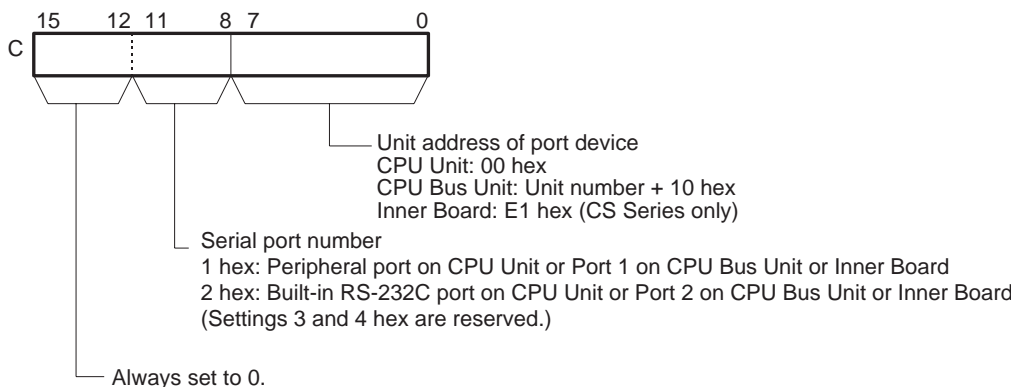 15 12 11 8 7 0
C
Unit address of port device
CPU Unit: 00 hex
CPU Bus Unit: Unit number + 10 hex
Inner Board: E1 hex (CS Series only)
Serial port number
1 hex: Peripheral port on CPU Unit or Port 1 on CPU Bus Unit or Inner Board
2 hex: Built-in RS-232C port on CPU Unit or Port 2 on CPU Bus Unit or Inner Board
(Settings 3 and 4 hex are reserved.)
Always set to 0.